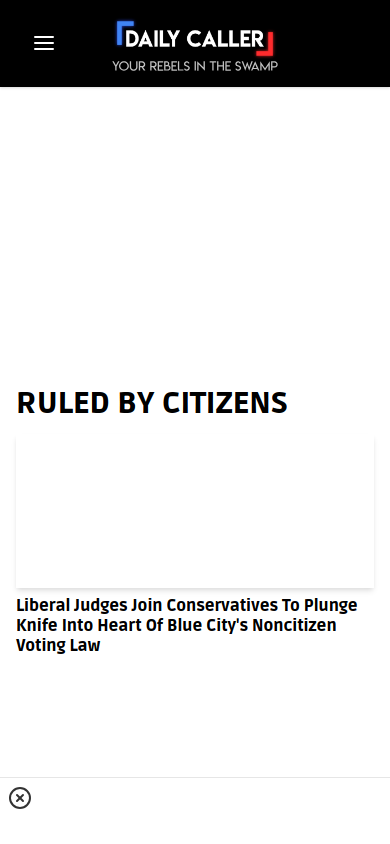 DAILY CALLER
YOUR REBELS IN THE SWAMP
RULED BY CITIZENS
Liberal Judges Join Conservatives To Plunge
Knife Into Heart Of Blue City's Noncitizen
Voting Law